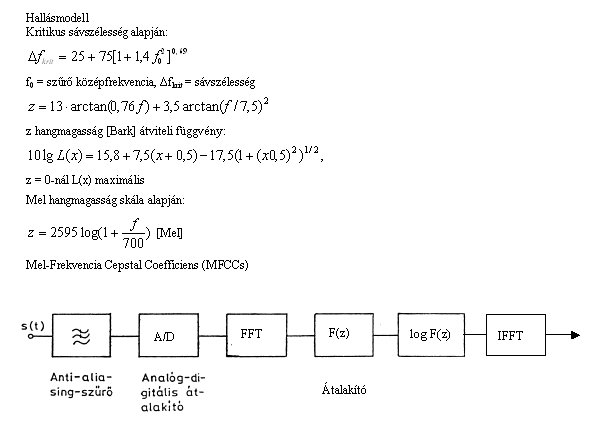 Hallásmodell
Kritikus sávszélesség alapján:
Δf_krit = 25 + 75[1 + 1,4 f₀²]^0,69
f₀ = szűrő középfrekvencia, Δf_krit = sávszélesség
z = 13 · arctan(0,76 f) + 3,5 arctan(f / 7,5)²
z hangmagasság [Bark] átviteli függvény:
10 lg L(x) = 15,8 + 7,5(x + 0,5) − 17,5(1 + (x0,5)²)^1/2,
z = 0-nál L(x) maximális
Mel hangmagasság skála alapján:
z = 2595 log(1 + f/700) [Mel]
Mel-Frekvencia Cepstal Coefficiens (MFCCs)
s(t)
A/D
FFT
F(z)
log F(z)
IFFT
Anti-alia-
sing-szűrő
Analóg-di-
gitális át-
alakító
Átalakító